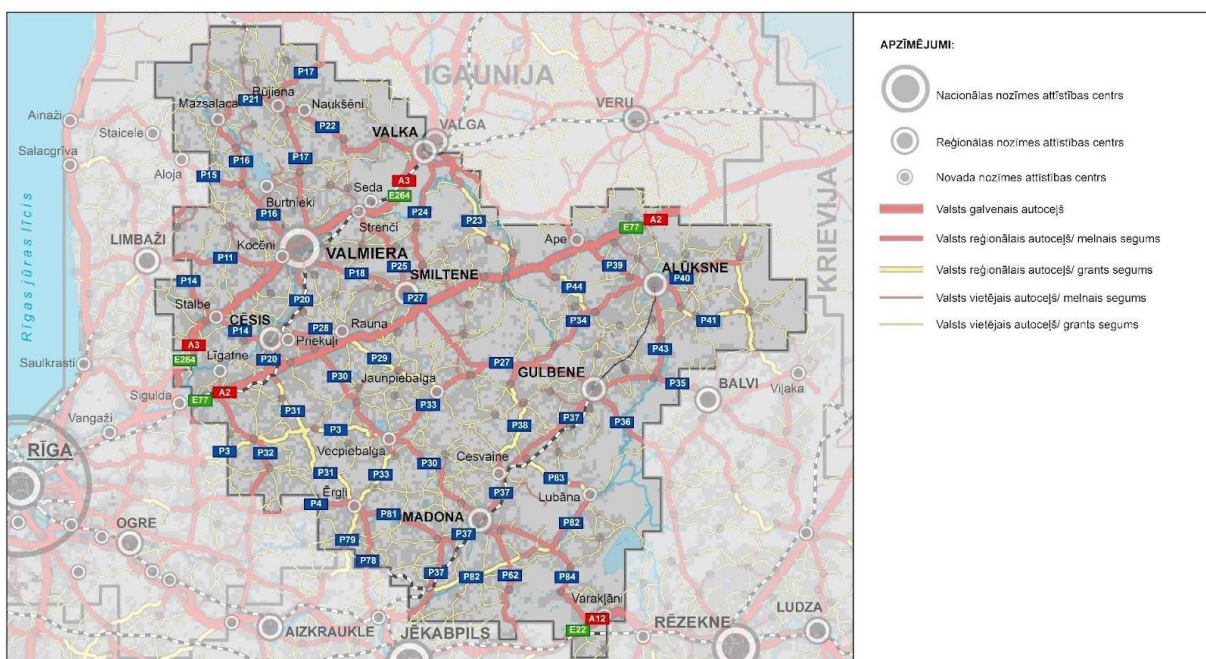 P17
IGAUNIJA
Rūjiena
P21
Mazsalaca
Naukšēni
VERU
Ainaži
P22
Staicele
VALKA
VALGA
Salacgrīva
P16
P17
Aloja
P15
A3
Seda
E264
Burtnieki
P24
P16
Strenči
P23
A2
E77
Ape
Kocēni
LIMBAŽI
VALMIERA
P11
P25
P39
ALŪKSNE
P18
SMILTENE
P40
P14
P44
P20
P27
Stalbe
P34
P41
CĒSIS
P28
Rauna
P14
Priekuļi
A3
P43
E264
P20
P29
P27
Līgatne
Saulkrasti
P30
Jaunpiebalga
GULBENE
P35
Viļaka
A2
E77
Sigulda
BALVI
P33
P31
P37
Vangaži
P36
P3
P38
Vecpiebalga
RĪGA
P3
P32
P30
Cesvaine
P31
P33
P83
P37
Lubāna
Ērgļi
P4
P81
MADONA
P82
OGRE
P37
P79
P78
P37
P82
P62
P84
Varakļāni
A12
LUDZA
E22
RĒZEKNE
AIZKRAUKLE
JĒKABPILS
Rīgas jūras līcis
KRIEVIJA
APZĪMĒJUMI:
Nacionālas nozīmes attīstības centrs
Reģionālas nozīmes attīstības centrs
Novada nozīmes attīstības centrs
Valsts galvenais autoceļš
Valsts reģionālais autoceļš/ melnais segums
Valsts reģionālais autoceļš/ grants segums
Valsts vietējais autoceļš/ melnais segums
Valsts vietējais autoceļš/ grants segums